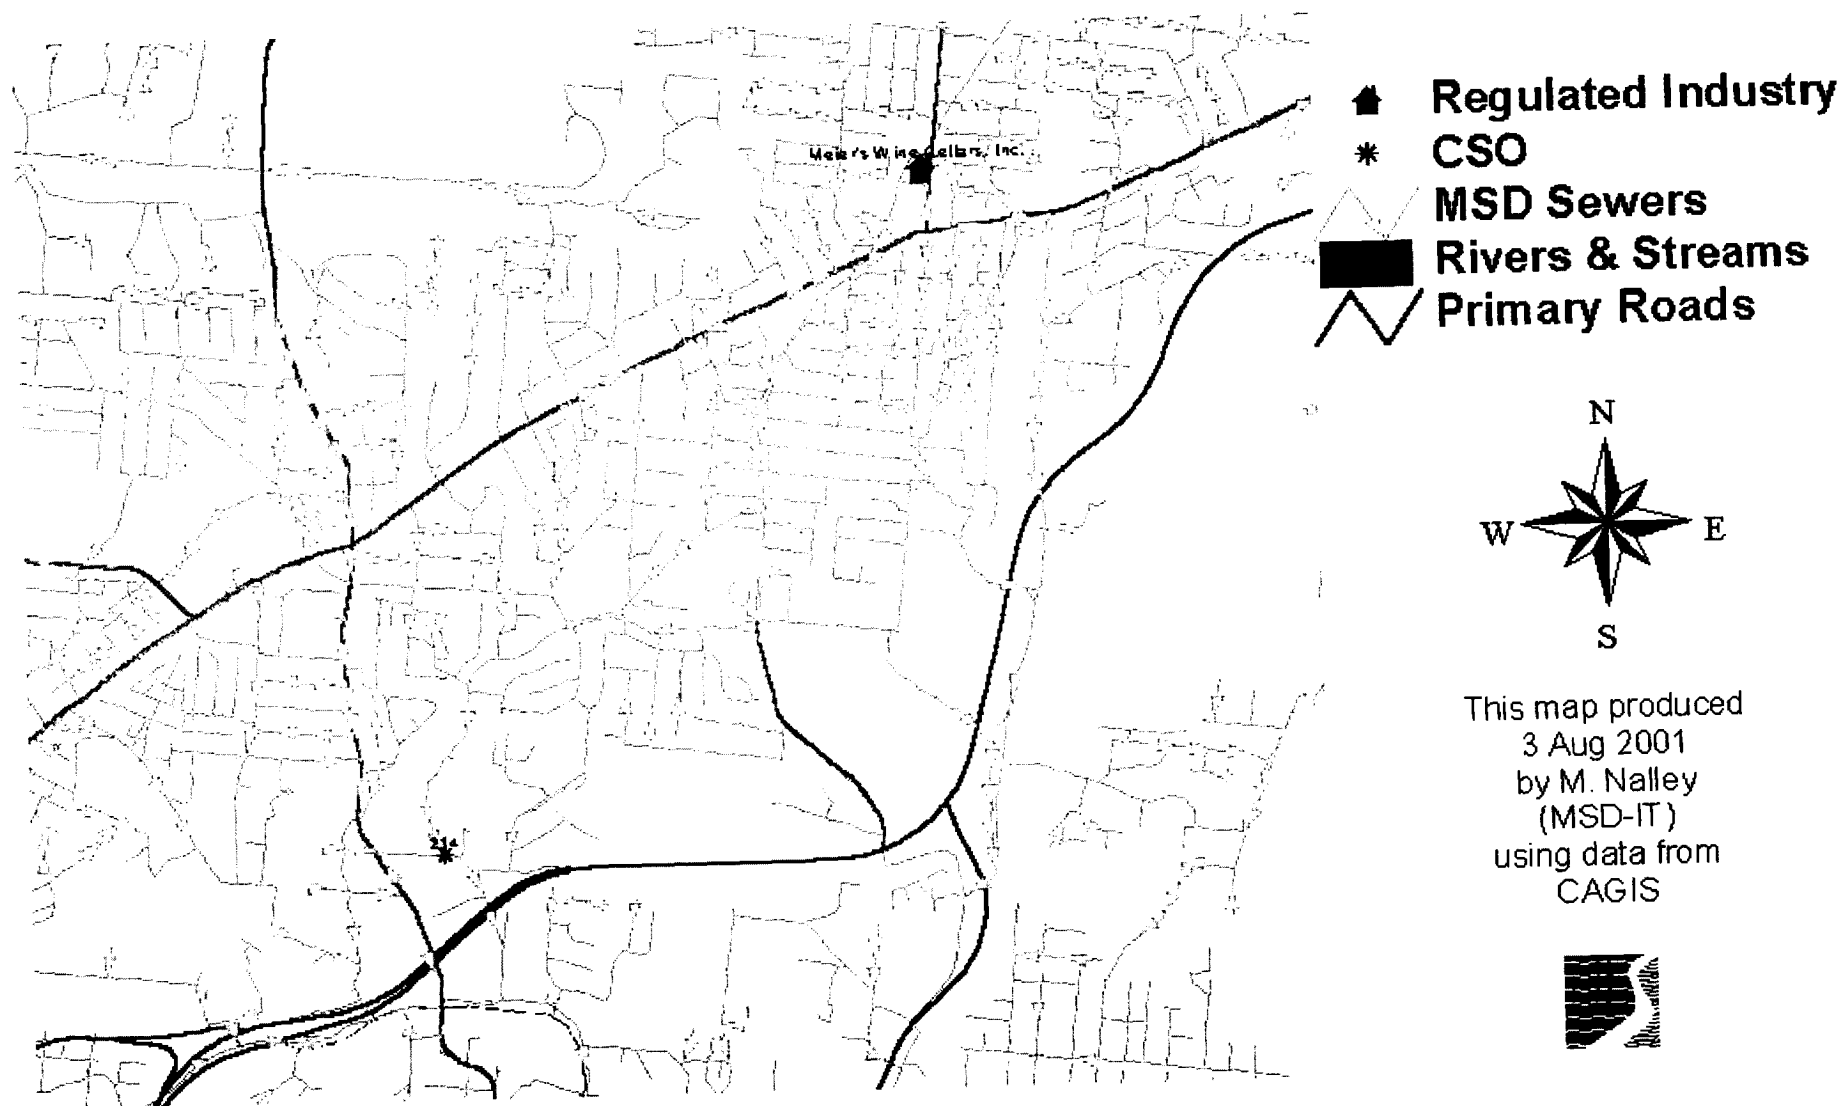 Meier's Wine Cellars, Inc.
214
Regulated Industry
CSO
MSD Sewers
Rivers & Streams
Primary Roads
N
W E
S
This map produced
3 Aug 2001
by M. Nalley
(MSD-IT)
using data from
CAGIS